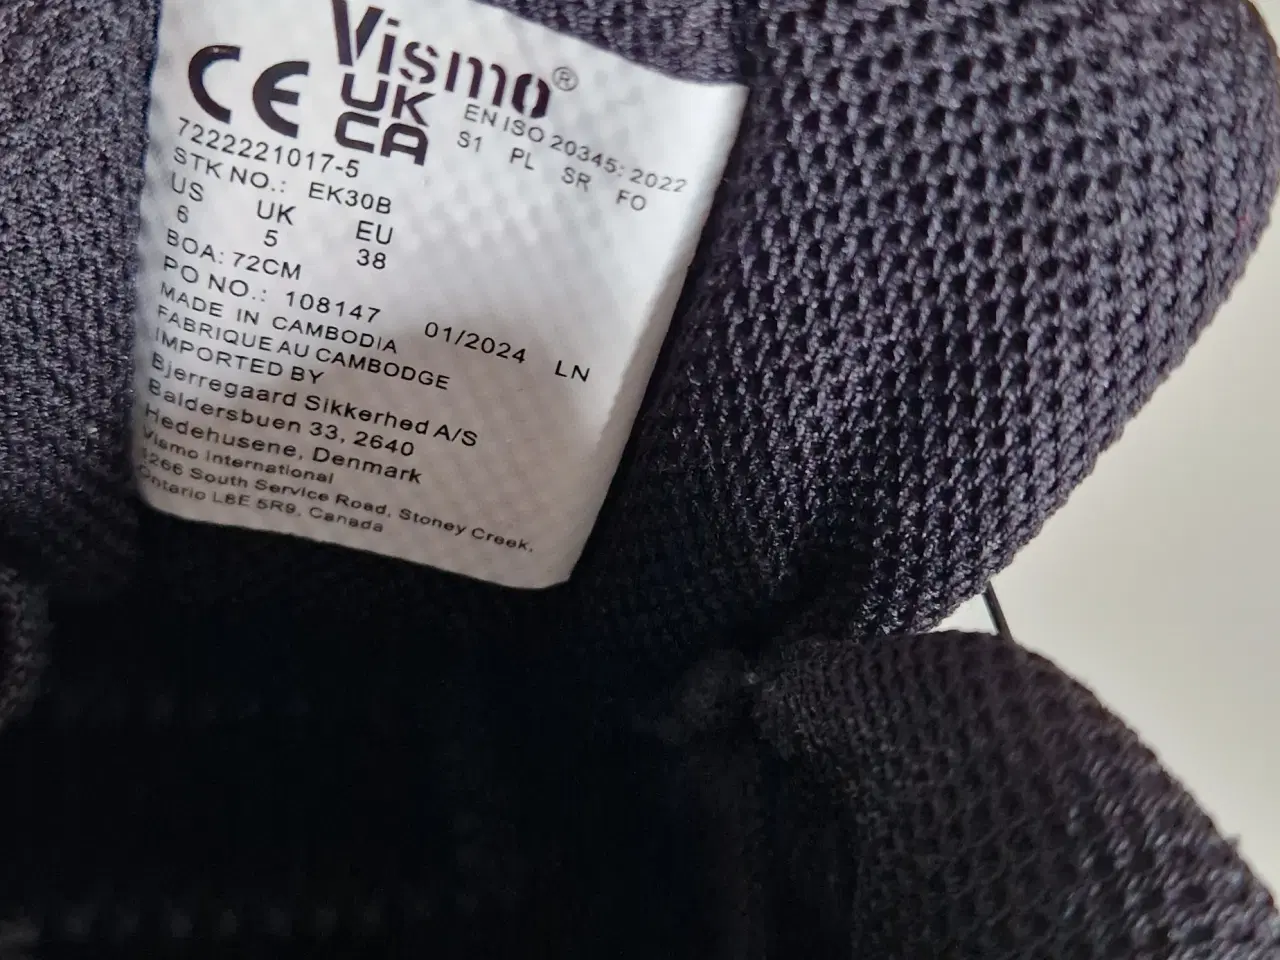 Vismo®
CE UK CA EN ISO 20345: 2022
S1 PL SR FO
7222221017-5
STK NO.: EK30B
US UK EU
6 5 38
BOA: 72CM
PO NO.: 108147 01/2024 LN
MADE IN CAMBODIA
FABRIQUE AU CAMBODGE
IMPORTED BY
Bjerregaard Sikkerhed A/S
Baldersbuen 33, 2640
Hedehusene, Denmark
Vismo International
1266 South Service Road, Stoney Creek,
Ontario L8E 5R9, Canada